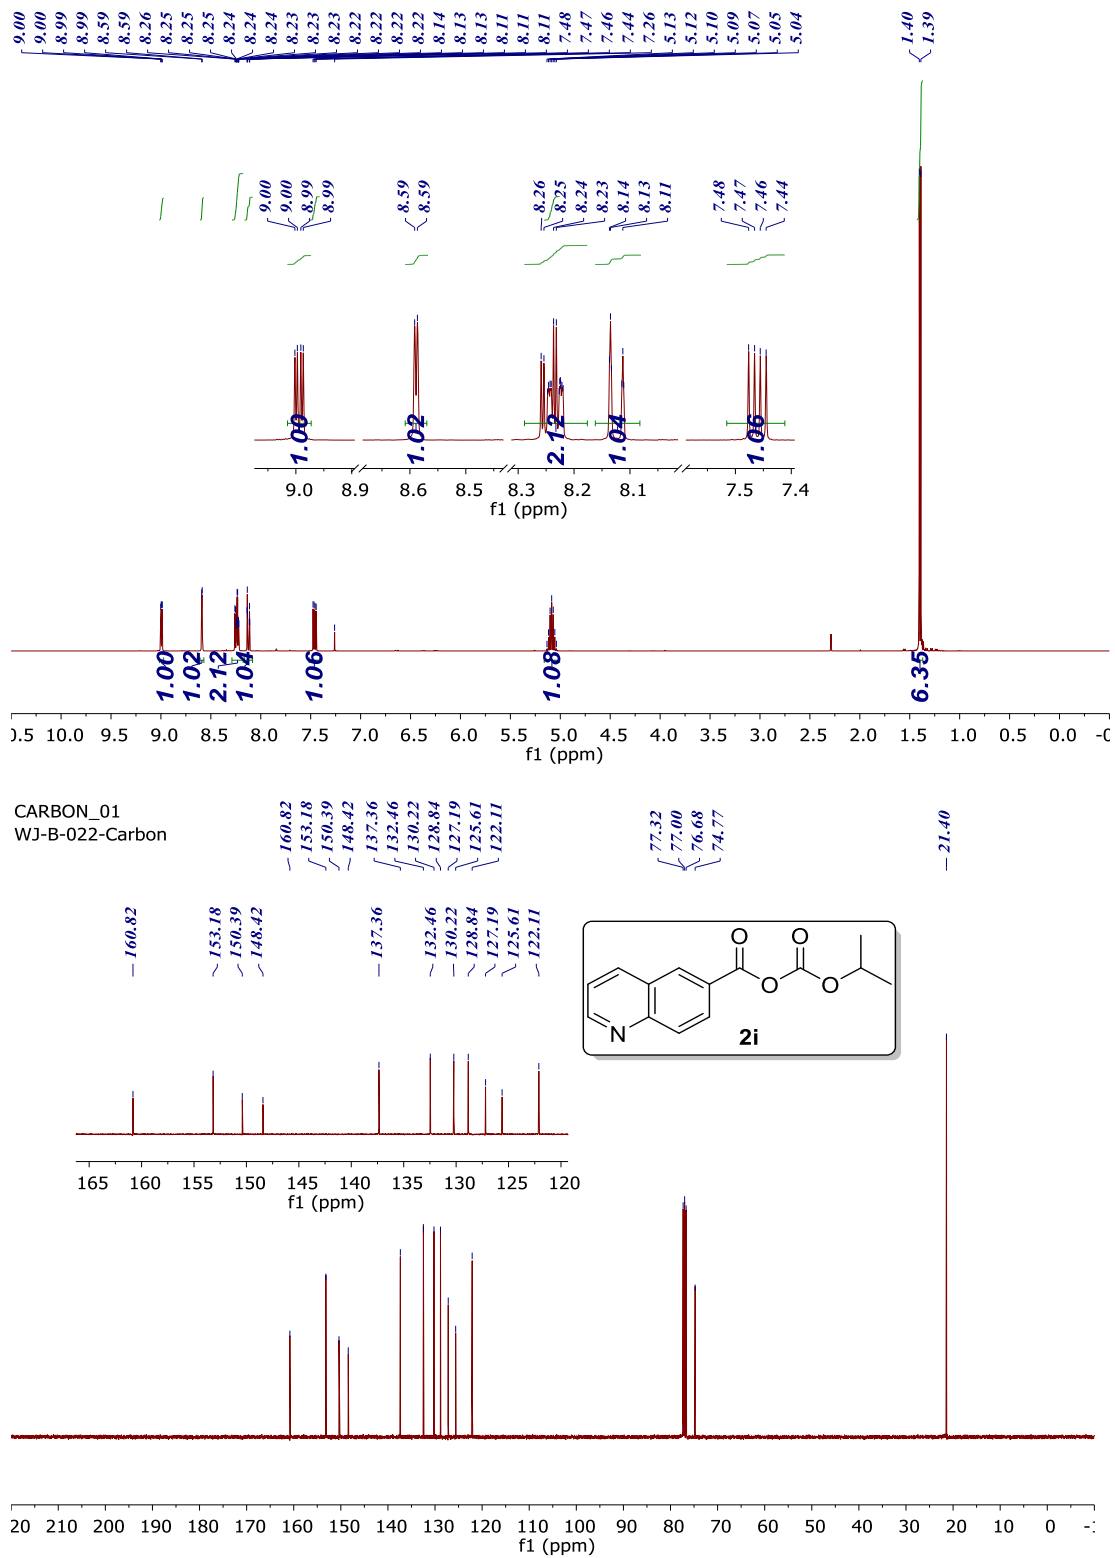 9.00 9.00 8.99 8.99 8.59 8.59 8.26 8.25 8.25 8.25 8.24 8.24 8.24 8.23 8.23 8.23 8.22 8.22 8.22 8.22 8.14 8.13 8.13 8.11 8.11 8.11 7.48 7.47 7.46 7.44 7.26 5.13 5.12 5.10 5.09 5.07 5.05 5.04 1.40 1.39
9.00 9.00 8.99 8.99 8.59 8.59 8.26 8.25 8.24 8.23 8.14 8.13 8.11 7.48 7.47 7.46 7.44
1.00 1.02 2.12 1.04 1.06
9.0 8.9 8.6 8.5 8.3 8.2 8.1 7.5 7.4
f1 (ppm)
1.00 1.02 2.12 1.04 1.06 1.08 6.35
0.5 10.0 9.5 9.0 8.5 8.0 7.5 7.0 6.5 6.0 5.5 5.0 4.5 4.0 3.5 3.0 2.5 2.0 1.5 1.0 0.5 0.0 -0
f1 (ppm)
CARBON_01
WJ-B-022-Carbon
160.82 153.18 150.39 148.42 137.36 132.46 130.22 128.84 127.19 125.61 122.11 77.32 77.00 76.68 74.77 21.40
160.82 153.18 150.39 148.42 137.36 132.46 130.22 128.84 127.19 125.61 122.11
O O
O O
N
2i
165 160 155 150 145 140 135 130 125 120
f1 (ppm)
20 210 200 190 180 170 160 150 140 130 120 110 100 90 80 70 60 50 40 30 20 10 0 -1
f1 (ppm)